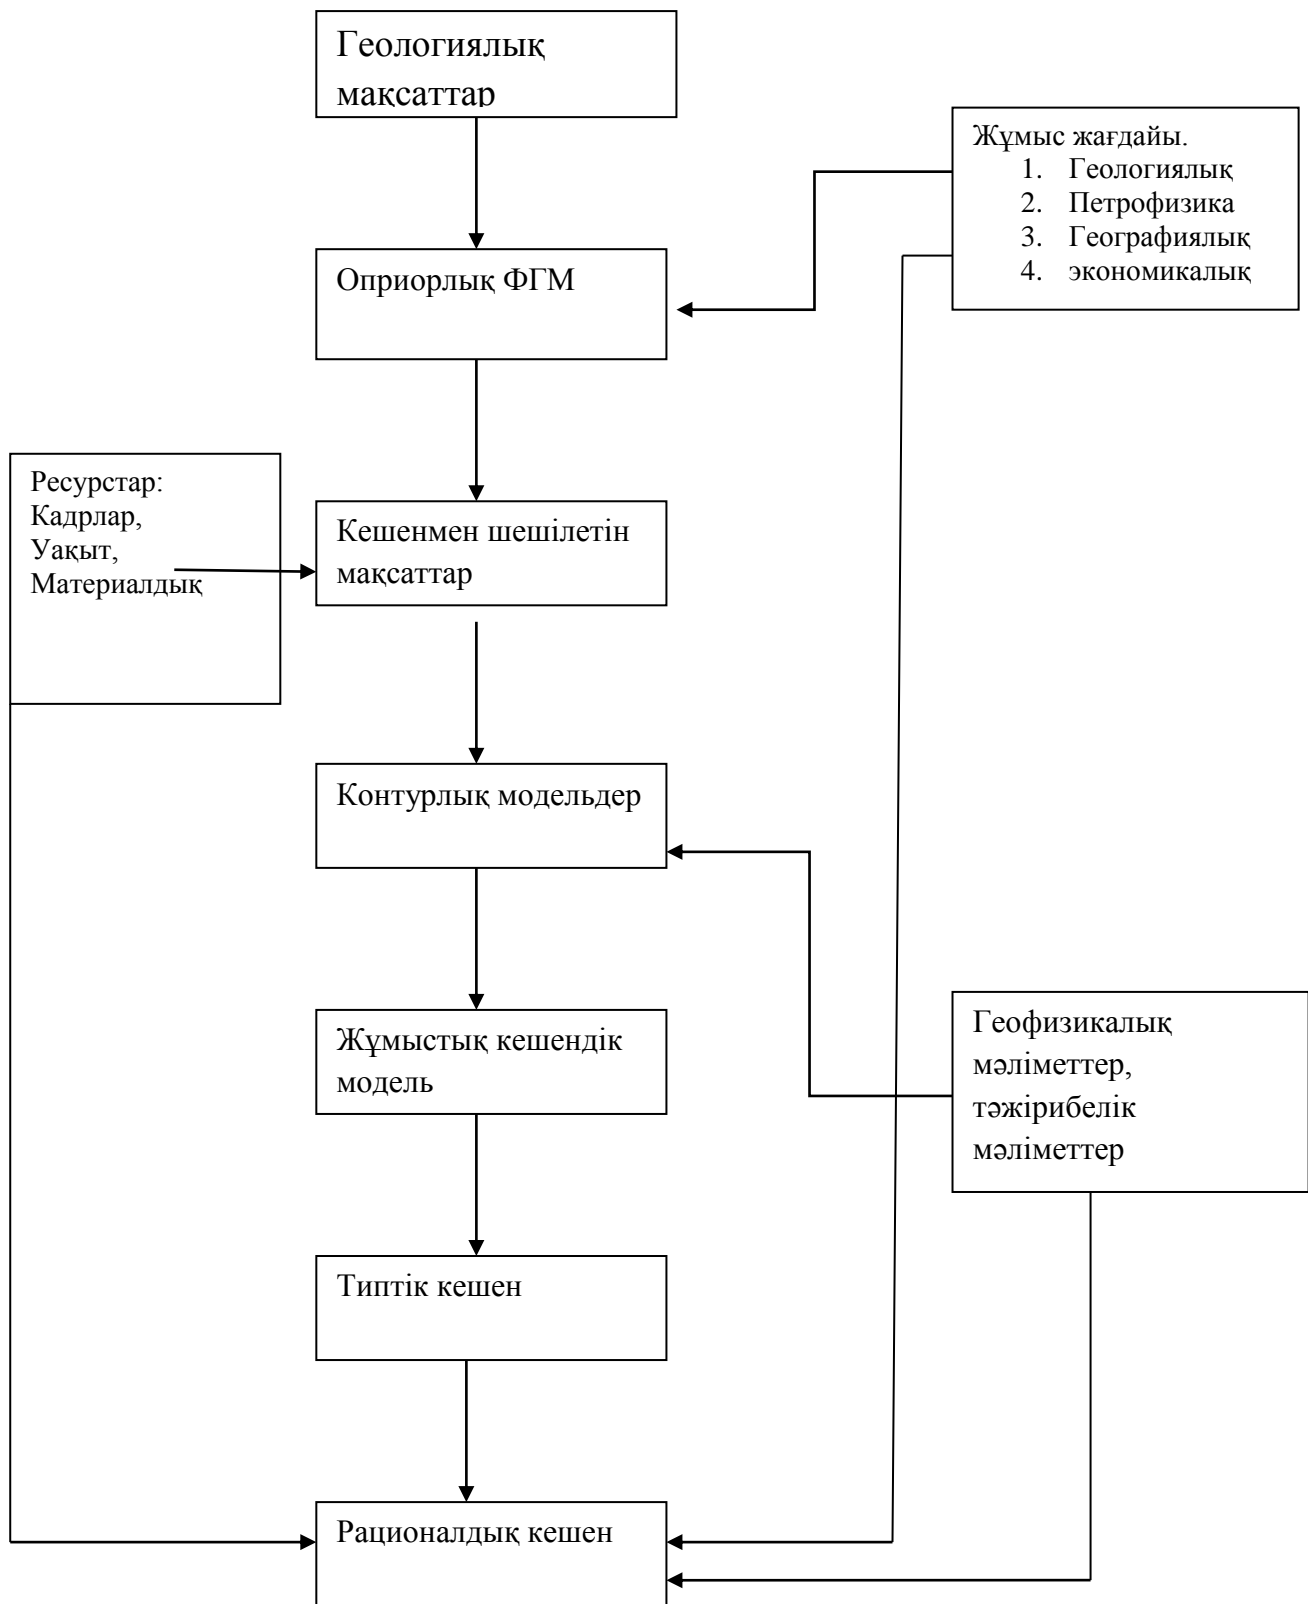 Геологиялық
мақсаттар
Жұмыс жағдайы.
1. Геологиялық
2. Петрофизика
3. Географиялық
4. экономикалық
Оприорлық ФГМ
Ресурстар:
Кадрлар,
Уақыт,
Материалдық
Кешенмен шешілетін
мақсаттар
Контурлық модельдер
Жұмыстық кешендік
модель
Геофизикалық
мәліметтер,
тәжірибелік
мәліметтер
Типтік кешен
Рационалдық кешен